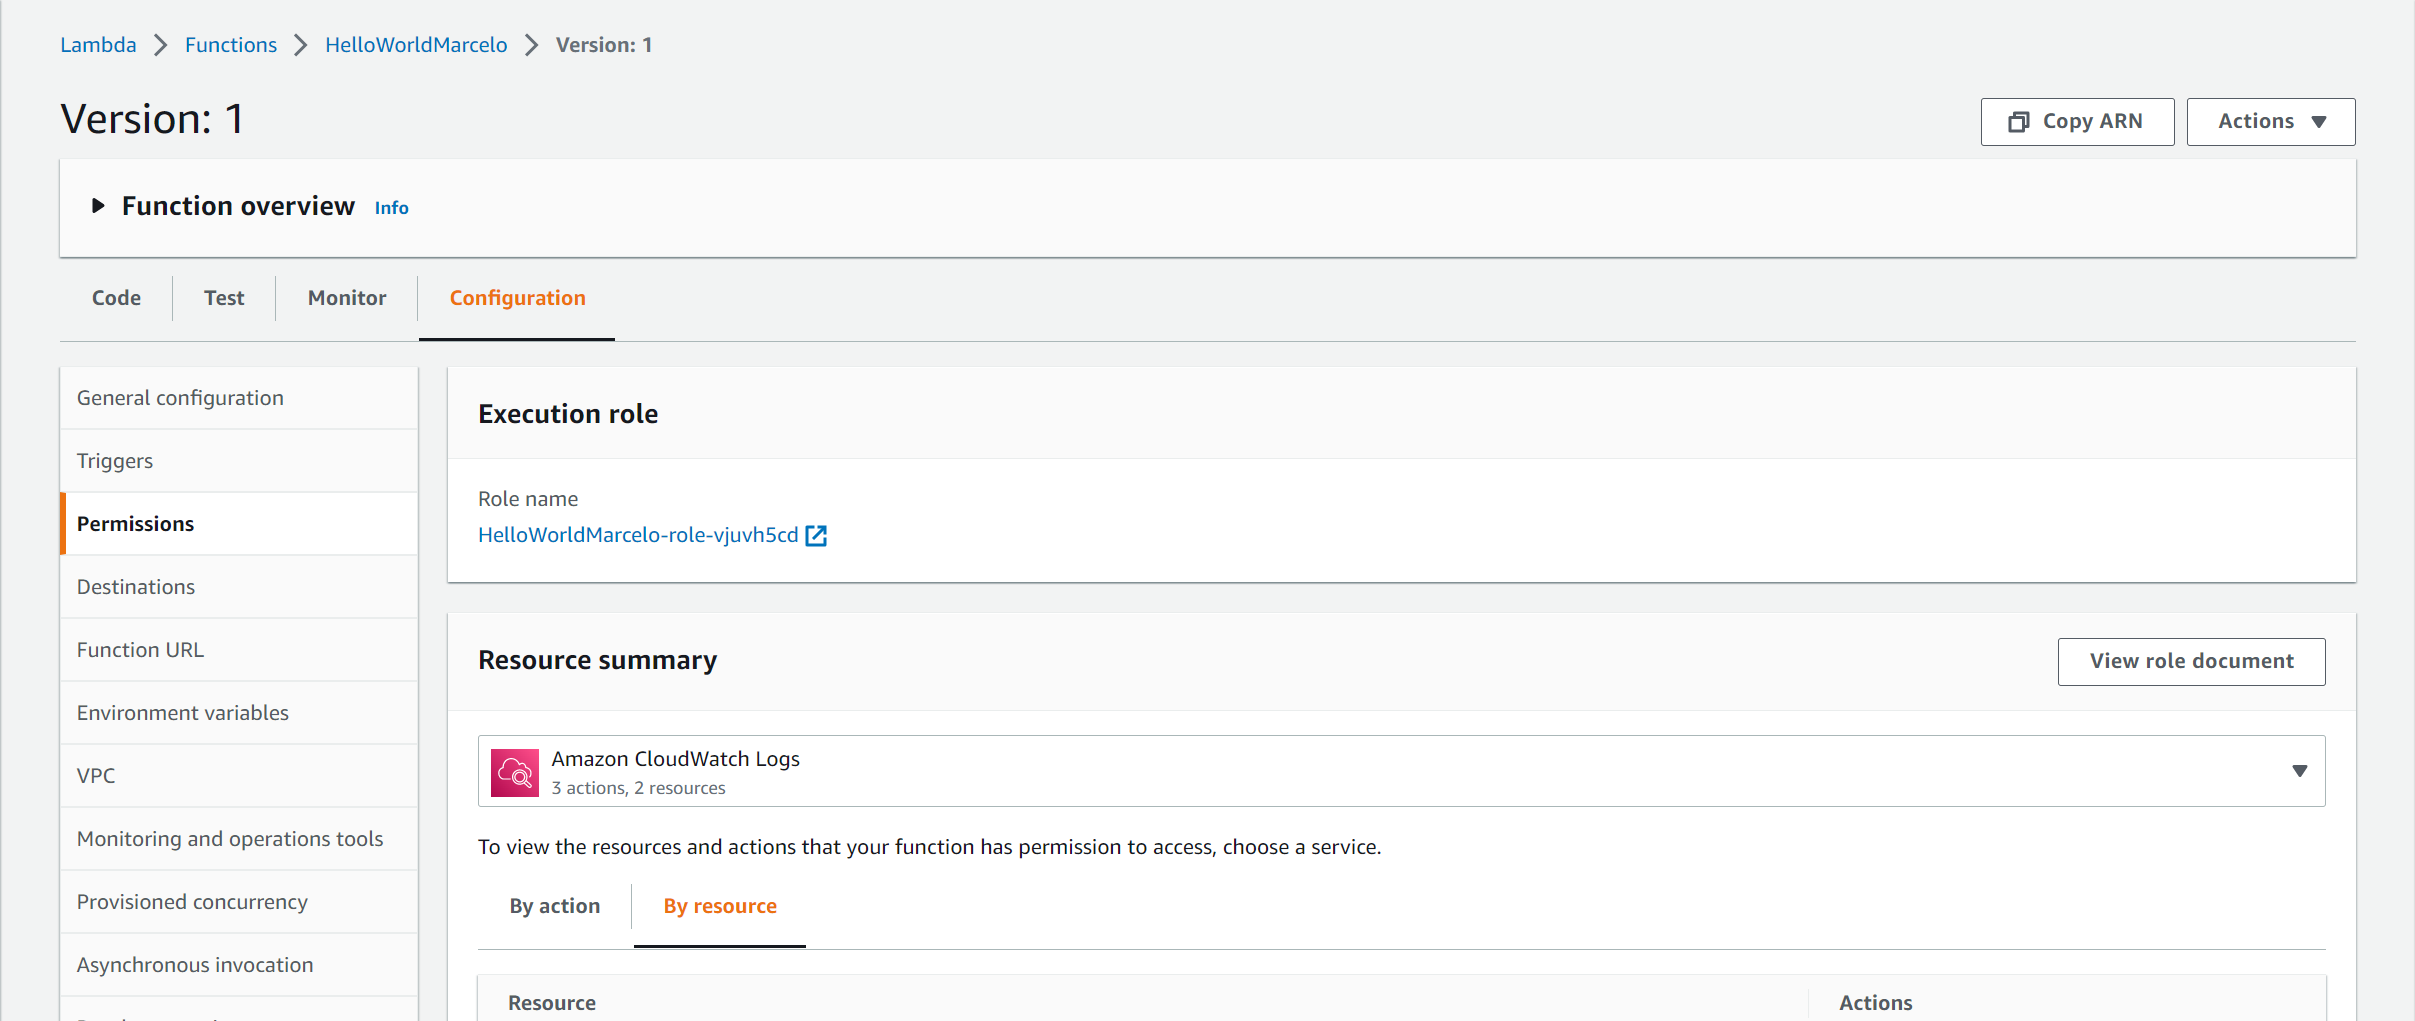 Lambda > Functions > HelloWorldMarcelo > Version: 1
Version: 1
Copy ARN
Actions
Function overview Info
Code
Test
Monitor
Configuration
General configuration
Triggers
Permissions
Destinations
Function URL
Environment variables
VPC
Monitoring and operations tools
Provisioned concurrency
Asynchronous invocation
Execution role
Role name
HelloWorldMarcelo-role-vjuvh5cd
Resource summary
View role document
Amazon CloudWatch Logs
3 actions, 2 resources
To view the resources and actions that your function has permission to access, choose a service.
By action
By resource
Resource
Actions